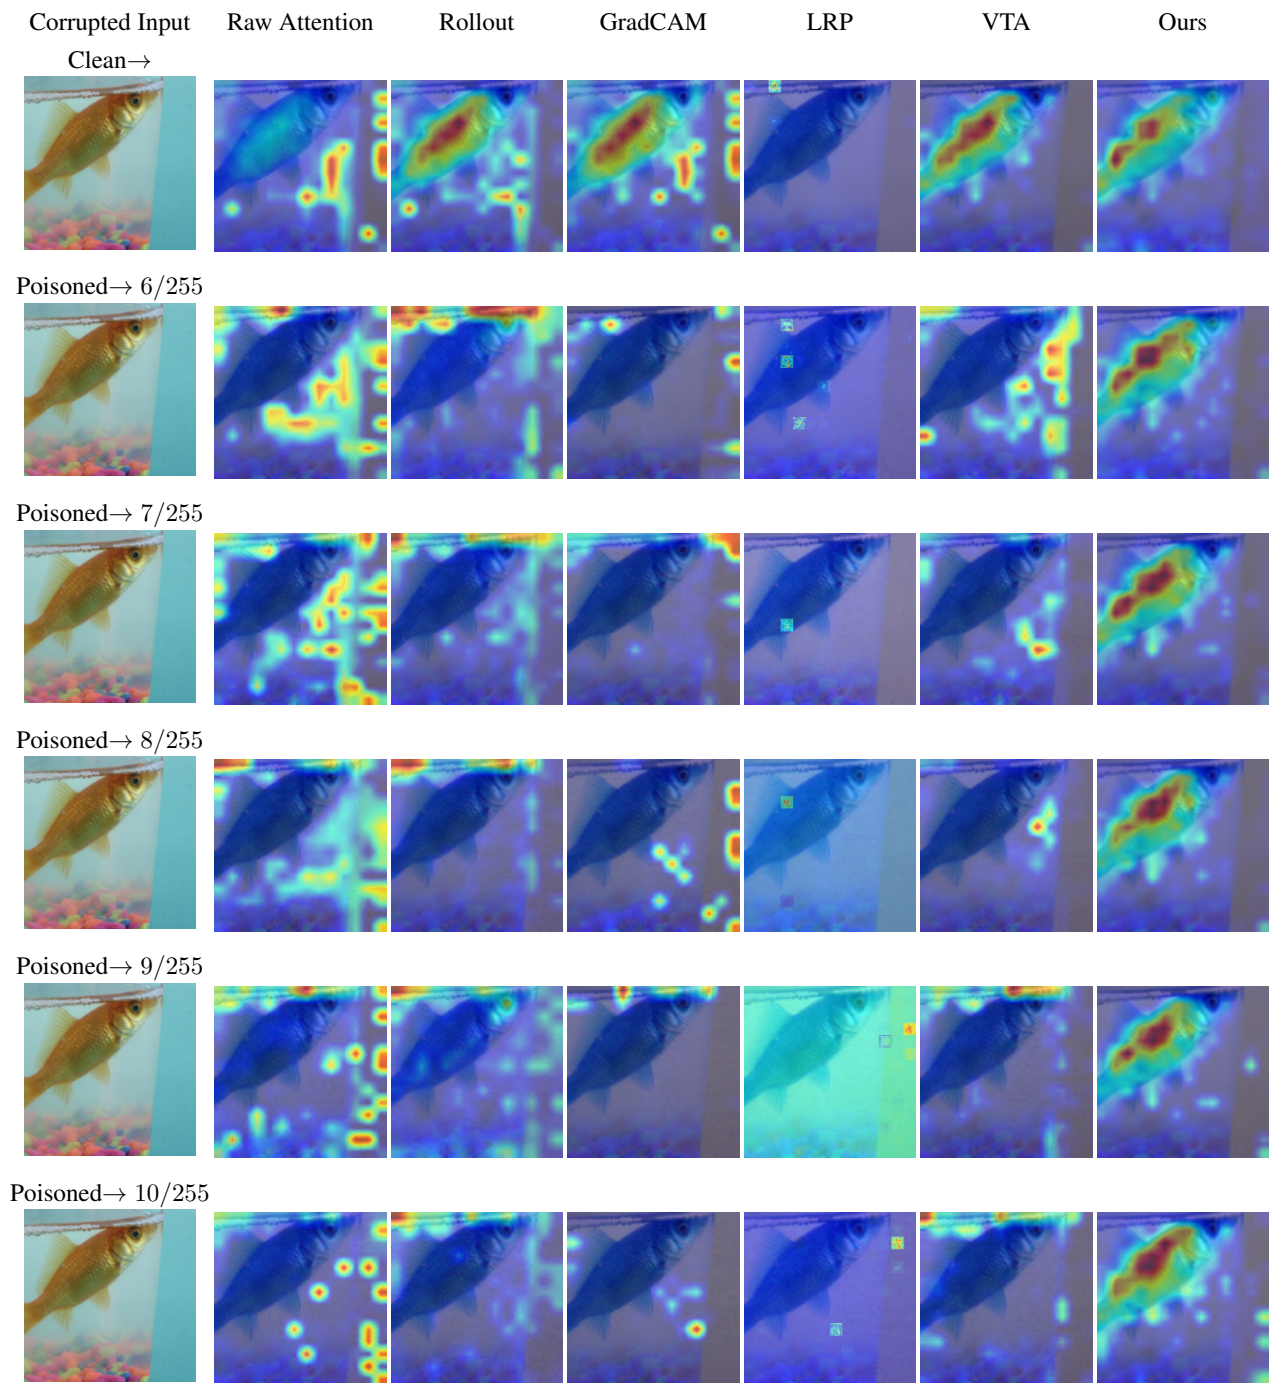 Corrupted Input Raw Attention Rollout GradCAM LRP VTA Ours
Clean→
Poisoned→ 6/255
Poisoned→ 7/255
Poisoned→ 8/255
Poisoned→ 9/255
Poisoned→ 10/255